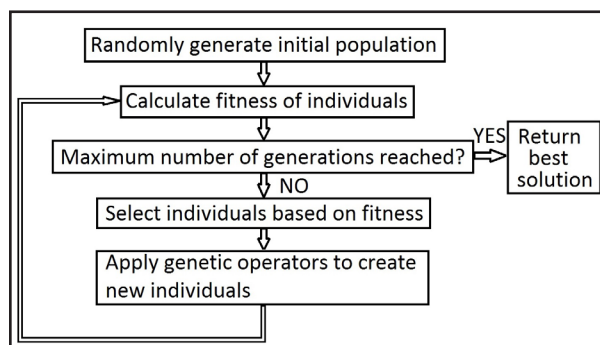 Randomly generate initial population
Calculate fitness of individuals
Maximum number of generations reached?
YES
Return
best
solution
NO
Select individuals based on fitness
Apply genetic operators to create
new individuals